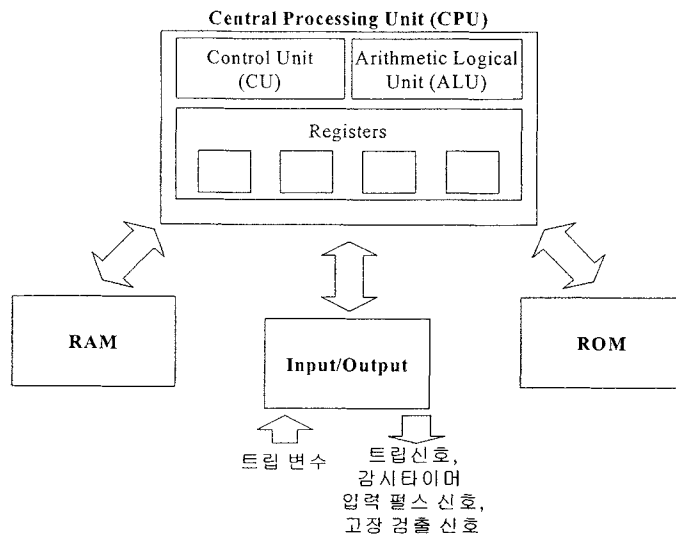 Central Processing Unit (CPU)
Control Unit
(CU)
Arithmetic Logical
Unit (ALU)
Registers
RAM
Input/Output
ROM
트립 변수
트립신호,
감시타이머
입력 펄스 신호,
고장 검출 신호